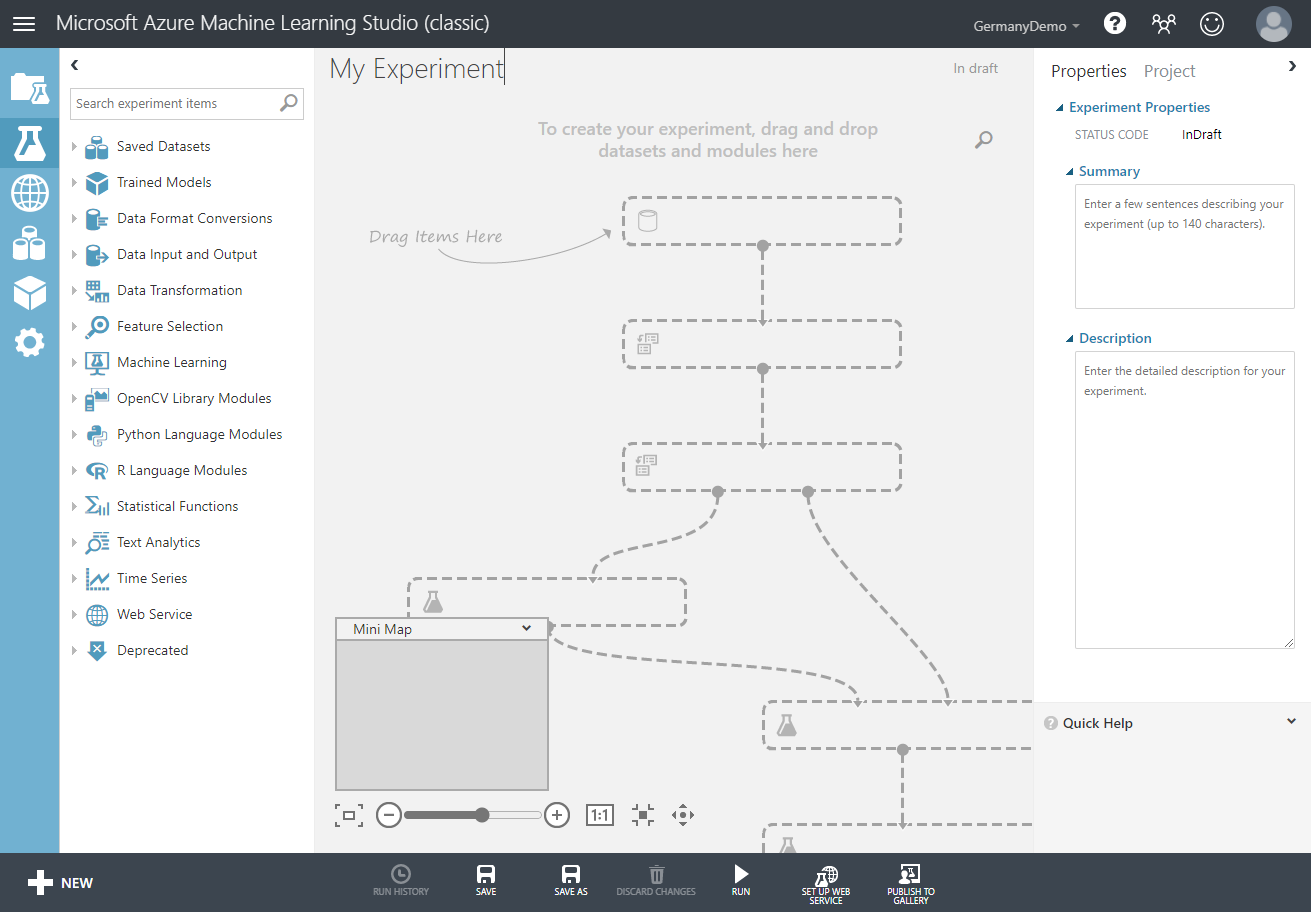 Microsoft Azure Machine Learning Studio (classic)
GermanyDemo
Search experiment items
Saved Datasets
Trained Models
Data Format Conversions
Data Input and Output
Data Transformation
Feature Selection
Machine Learning
OpenCV Library Modules
Python Language Modules
R Language Modules
Statistical Functions
Text Analytics
Time Series
Web Service
Deprecated
My Experiment
In draft
To create your experiment, drag and drop
datasets and modules here
Drag Items Here
Mini Map
1:1
Properties Project
Experiment Properties
STATUS CODE InDraft
Summary
Enter a few sentences describing your
experiment (up to 140 characters).
Description
Enter the detailed description for your
experiment.
Quick Help
NEW
RUN HISTORY
SAVE
SAVE AS
DISCARD CHANGES
RUN
SET UP WEB
SERVICE
PUBLISH TO
GALLERY